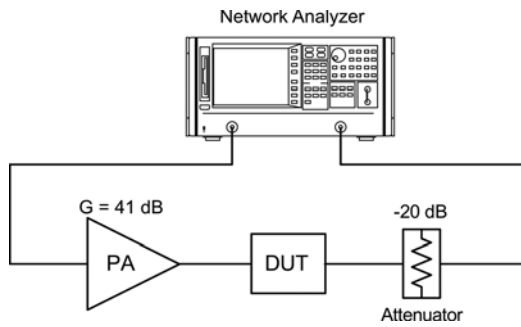 Network Analyzer
G = 41 dB
PA
DUT
-20 dB
Attenuator